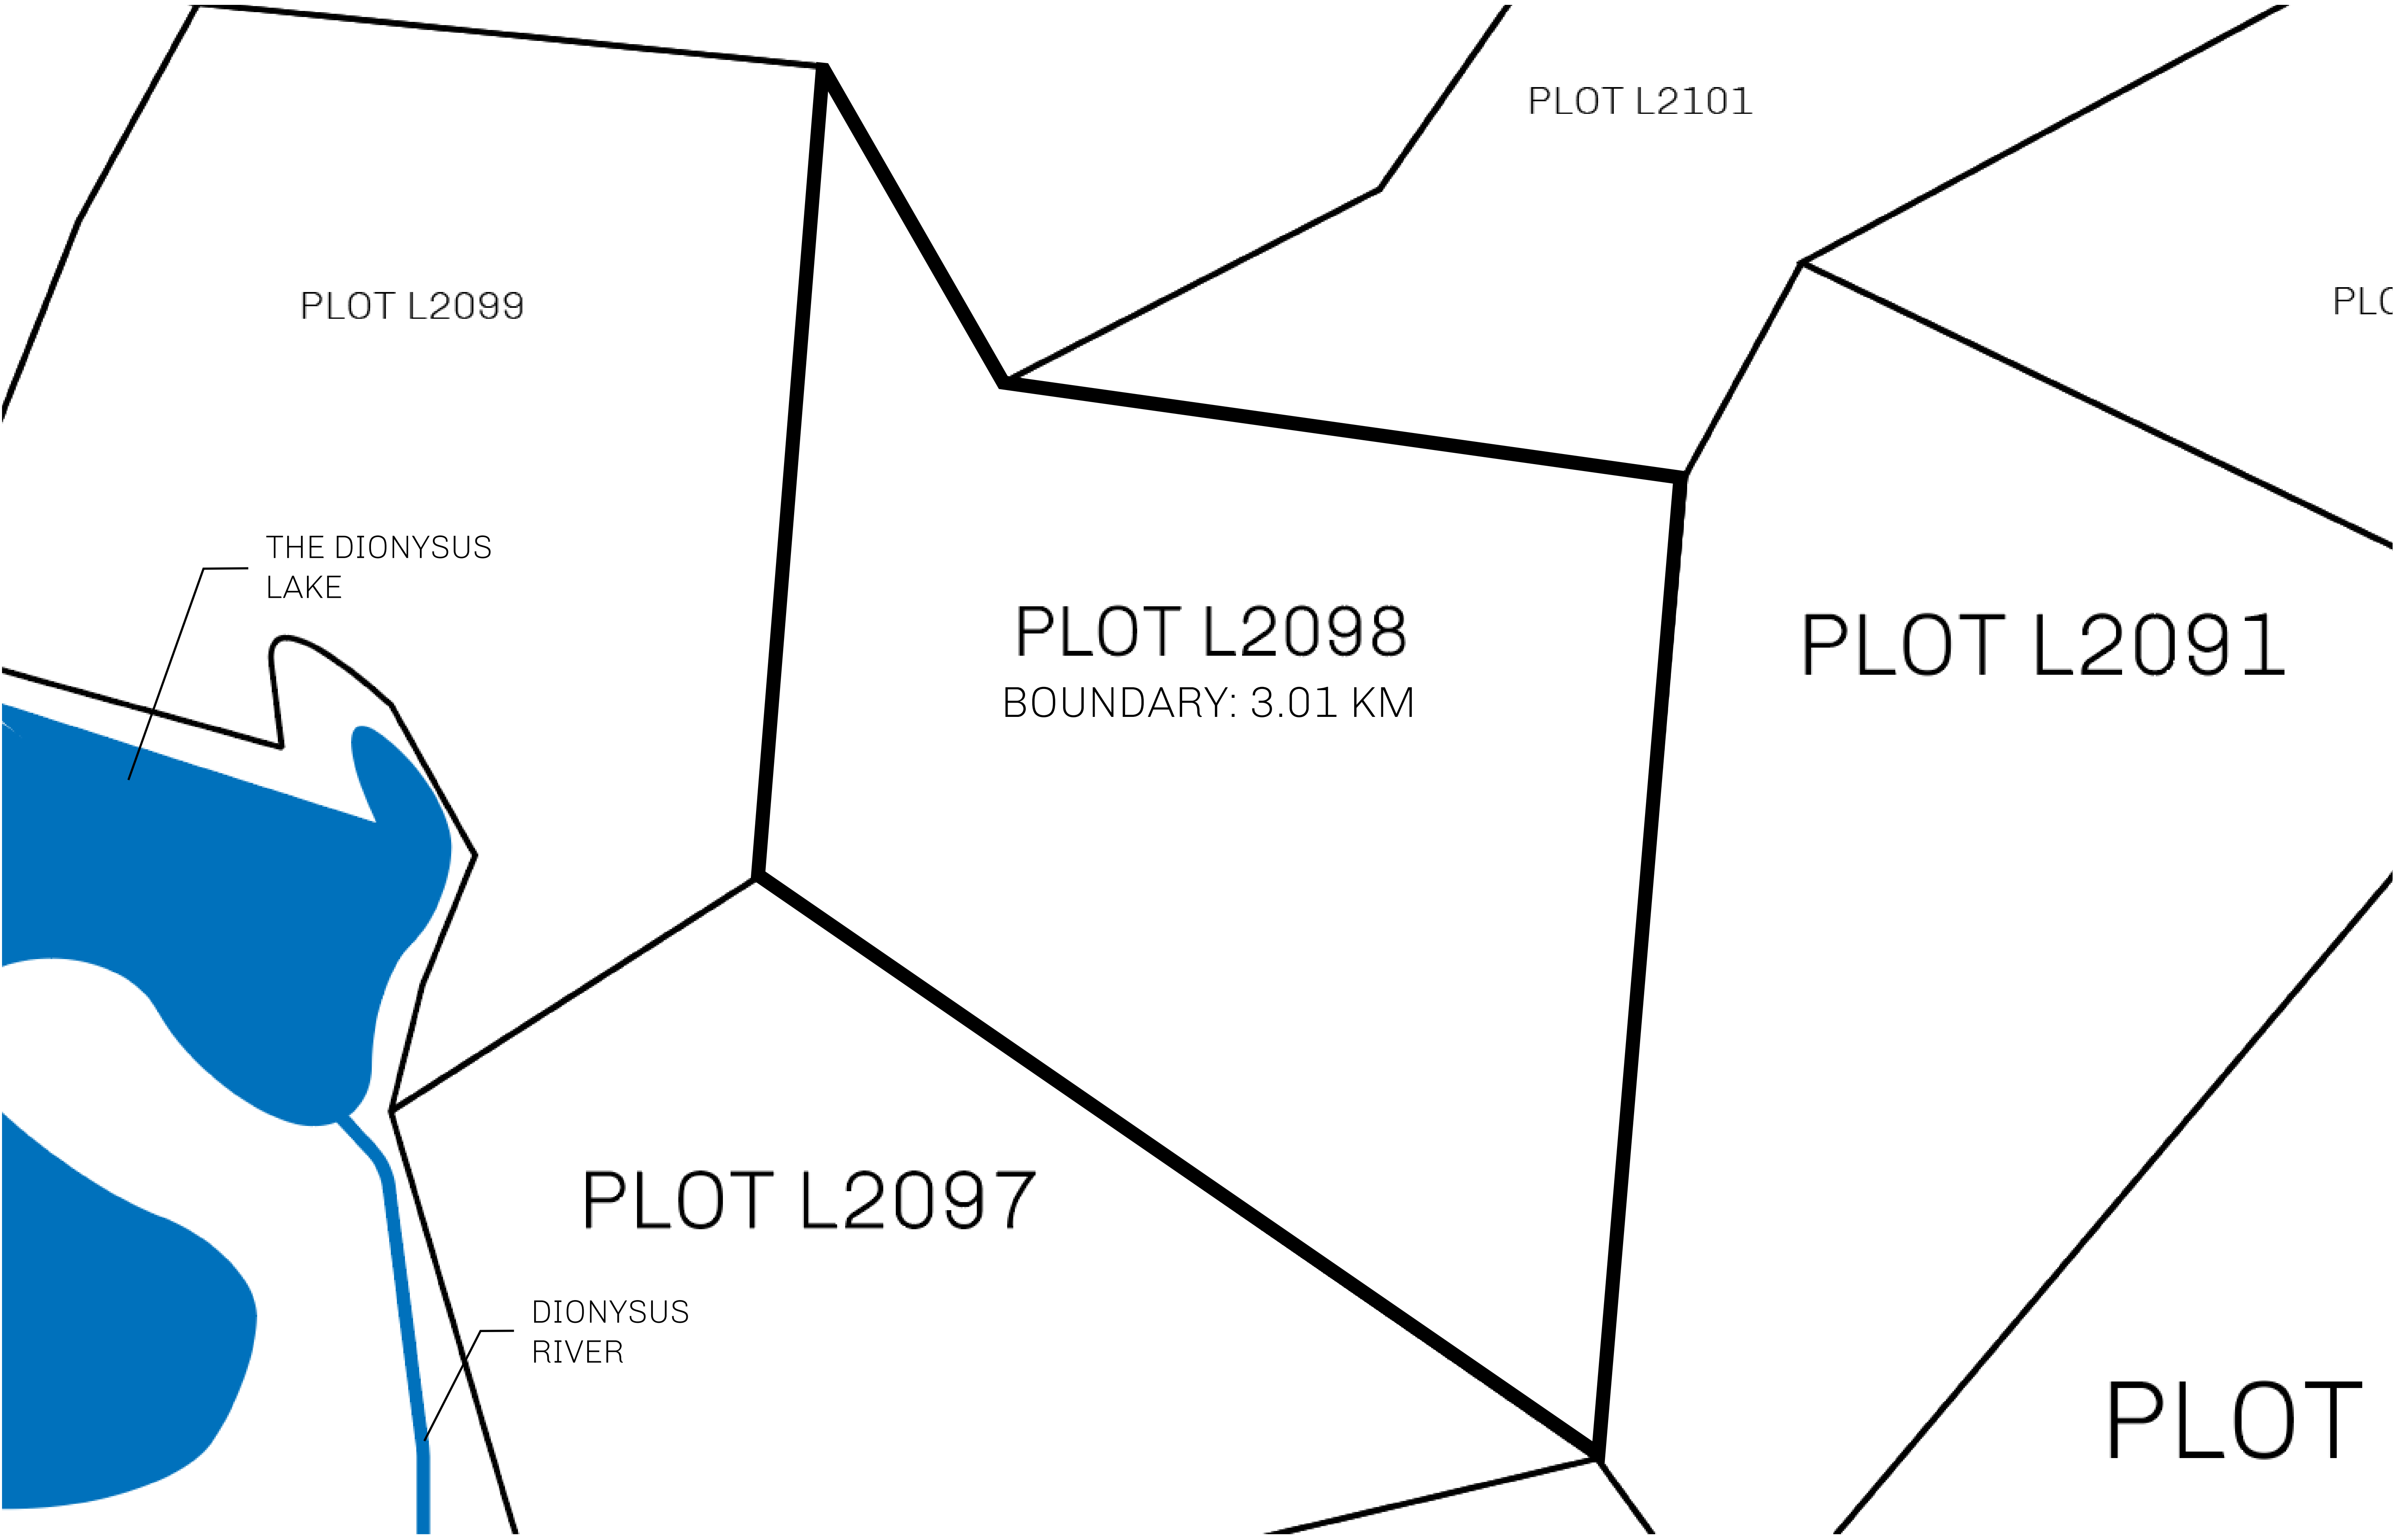 PLOT L2101
PLOT L2099
PLO
THE DIONYSUS
LAKE
PLOT L2098
BOUNDARY: 3.01 KM
PLOT L2091
PLOT L2097
DIONYSUS
RIVER
PLOT